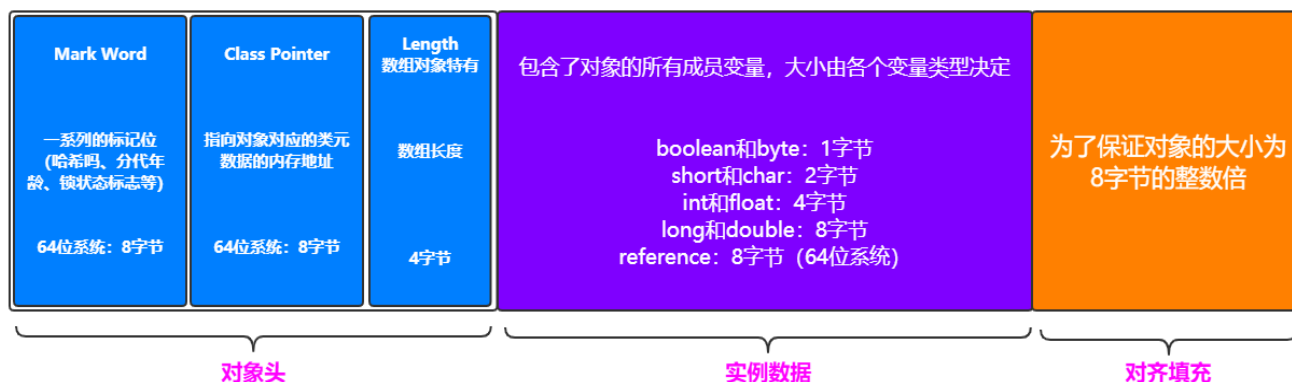 Mark Word
一系列的标记位
(哈希吗、分代年
龄、锁状态标志等)
64位系统：8字节
Class Pointer
指向对象对应的类元
数据的内存地址
64位系统：8字节
Length
数组对象特有
数组长度
4字节
包含了对象的所有成员变量，大小由各个变量类型决定
boolean和byte：1字节
short和char：2字节
int和float：4字节
long和double：8字节
reference：8字节（64位系统）
为了保证对象的大小为
8字节的整数倍
对象头
实例数据
对齐填充